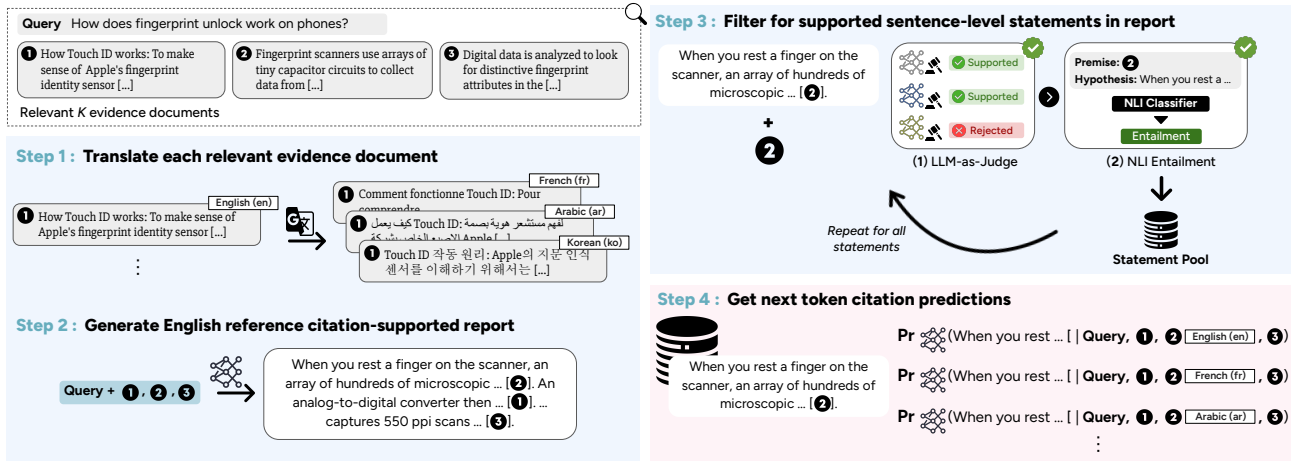 Query How does fingerprint unlock work on phones?
1 How Touch ID works: To make
sense of Apple's fingerprint
identity sensor [...]
2 Fingerprint scanners use arrays of
tiny capacitor circuits to collect
data from [...]
3 Digital data is analyzed to look
for distinctive fingerprint
attributes in the [...]
Relevant K evidence documents
Step 1 : Translate each relevant evidence document
English (en)
1 How Touch ID works: To make sense of
Apple's fingerprint identity sensor [...]
⋮
French (fr)
1 Comment fonctionne Touch ID: Pour
comprendre
Arabic (ar)
1 كيف يعمل Touch ID: لفهم مستشعر هوية بصمة
Apple [...]
Korean (ko)
1 Touch ID 작동 원리: Apple의 지문 인식
센서를 이해하기 위해서는 [...]
Step 2 : Generate English reference citation-supported report
Query + 1, 2, 3
When you rest a finger on the scanner, an
array of hundreds of microscopic ... [2]. An
analog-to-digital converter then ... [1]. ...
captures 550 ppi scans ... [3].
Step 3 : Filter for supported sentence-level statements in report
When you rest a finger on the
scanner, an array of hundreds of
microscopic ... [2].
+
2
Supported
Supported
Rejected
(1) LLM-as-Judge
Premise: 2
Hypothesis: When you rest a ...
NLI Classifier
Entailment
(2) NLI Entailment
Repeat for all
statements
Statement Pool
Step 4 : Get next token citation predictions
When you rest a finger on the
scanner, an array of hundreds of
microscopic ... [2].
Pr (When you rest ... [ | Query, 1, 2 English (en) , 3)
Pr (When you rest ... [ | Query, 1, 2 French (fr) , 3)
Pr (When you rest ... [ | Query, 1, 2 Arabic (ar) , 3)
⋮